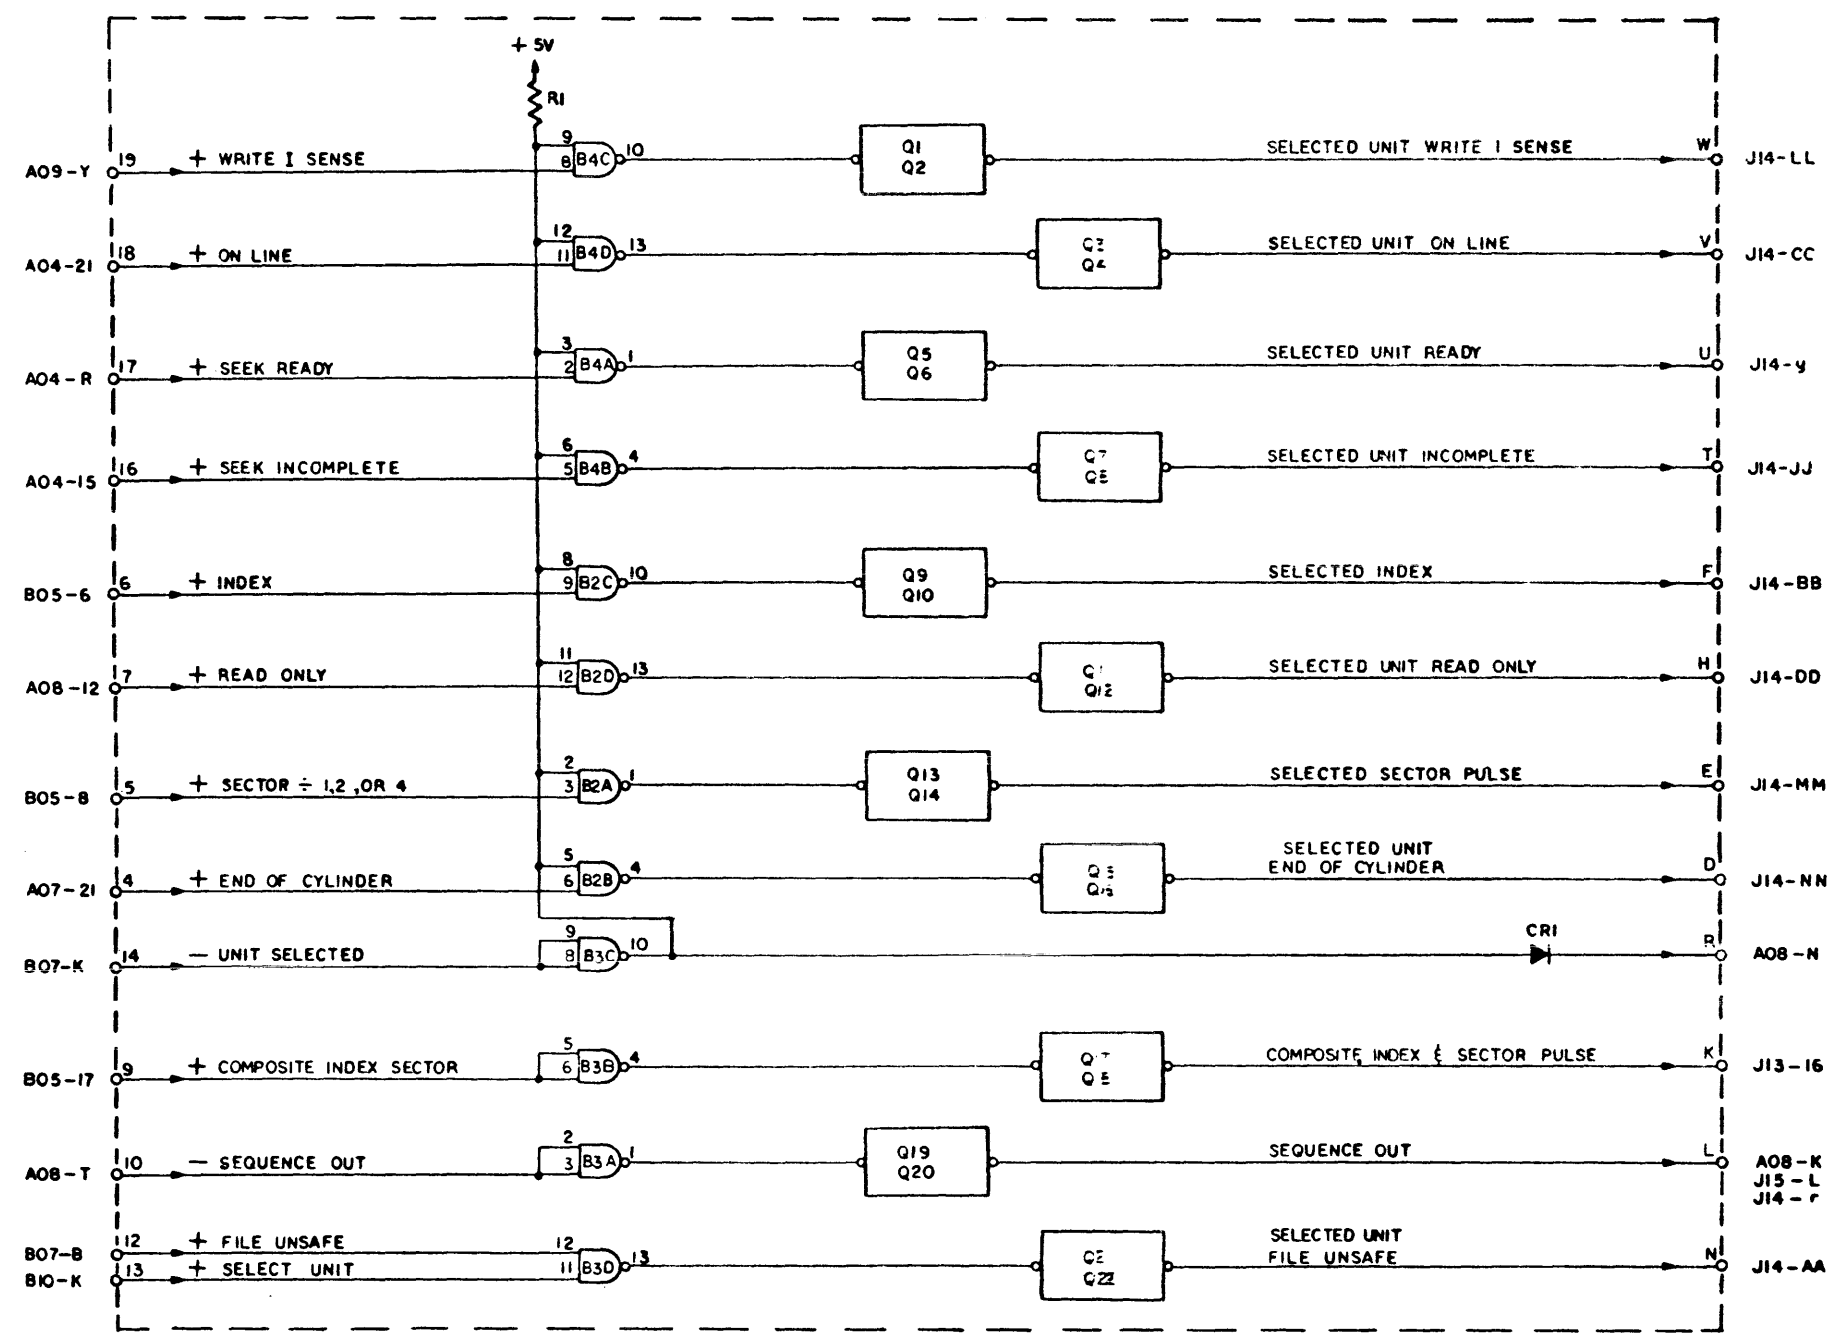 + 5V
R1
A09-Y 19 + WRITE I SENSE 9 8 B4C 10 Q1 Q2 SELECTED UNIT WRITE I SENSE W J14-LL
A04-21 18 + ON LINE 12 11 B4D 13 SELECTED UNIT ON LINE V J14-CC
A04-R 17 + SEEK READY 3 2 B4A 1 Q5 Q6 SELECTED UNIT READY U J14-y
A04-15 16 + SEEK INCOMPLETE 6 5 B4B 4 SELECTED UNIT INCOMPLETE T J14-JJ
B05-6 6 + INDEX 8 9 B2C 10 Q9 Q10 SELECTED INDEX F J14-BB
A08-12 7 + READ ONLY 11 12 B2D 13 Q12 SELECTED UNIT READ ONLY H J14-DD
B05-8 5 + SECTOR ÷ 1,2,OR 4 2 3 B2A 1 Q13 Q14 SELECTED SECTOR PULSE E J14-MM
A07-21 4 + END OF CYLINDER 5 6 B2B 4 SELECTED UNIT
END OF CYLINDER D J14-NN
B07-K 14 - UNIT SELECTED 9 8 B3C 10 CR1 R A08-N
B05-17 9 + COMPOSITE INDEX SECTOR 5 6 B3B 4 COMPOSITE INDEX & SECTOR PULSE K J13-16
A08-T 10 - SEQUENCE OUT 2 3 B3A 1 Q19 Q20 SEQUENCE OUT L A08-K
J15-L
J14-r
B07-B 12 + FILE UNSAFE 12 B3D 13 SELECTED UNIT
B10-K 13 + SELECT UNIT 11 Q22 FILE UNSAFE N J14-AA